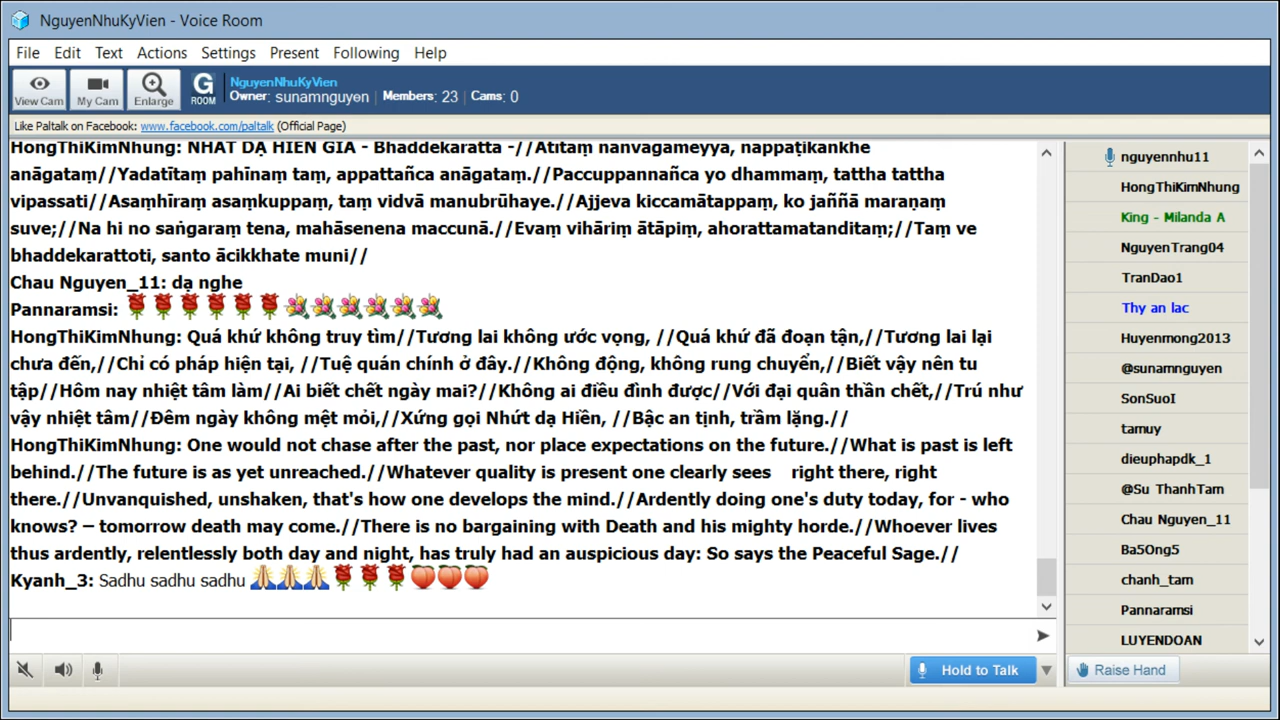 NguyenNhuKyVien - Voice Room
File Edit Text Actions Settings Present Following Help
View Cam My Cam Enlarge G ROOM
NguyenNhuKyVien
Owner: sunamnguyen | Members: 23 | Cams: 0
Like Paltalk on Facebook: www.facebook.com/paltalk (Official Page)
HongThiKimNhung: NHẤT DẠ HIỀN GIẢ - Bhaddekaratta -//Atītaṃ nānvāgameyya, nappaṭikaṅkhe
anāgataṃ//Yadatītaṃ pahīnaṃ taṃ, appattañca anāgataṃ.//Paccuppannañca yo dhammaṃ, tattha tattha
vipassati//Asaṃhīraṃ asaṃkuppaṃ, taṃ vidvā manubrūhaye.//Ajjeva kiccamātappaṃ, ko jaññā maraṇaṃ
suve;//Na hi no saṅgaraṃ tena, mahāsenena maccunā.//Evaṃ vihāriṃ ātāpiṃ, ahorattamatanditaṃ;//Taṃ ve
bhaddekarattoti, santo ācikkhate muni//
Chau Nguyen_11: dạ nghe
Pannaramsi:
HongThiKimNhung: Quá khứ không truy tìm//Tương lai không ước vọng, //Quá khứ đã đoạn tận,//Tương lai lại
chưa đến,//Chỉ có pháp hiện tại, //Tuệ quán chính ở đây.//Không động, không rung chuyển,//Biết vậy nên tu
tập//Hôm nay nhiệt tâm làm//Ai biết chết ngày mai?//Không ai điều đình được//Với đại quân thần chết,//Trú như
vậy nhiệt tâm//Đêm ngày không mệt mỏi,//Xứng gọi Nhứt dạ Hiền, //Bậc an tịnh, trầm lặng.//
HongThiKimNhung: One would not chase after the past, nor place expectations on the future.//What is past is left
behind.//The future is as yet unreached.//Whatever quality is present one clearly sees right there, right
there.//Unvanquished, unshaken, that's how one develops the mind.//Ardently doing one's duty today, for - who
knows? – tomorrow death may come.//There is no bargaining with Death and his mighty horde.//Whoever lives
thus ardently, relentlessly both day and night, has truly had an auspicious day: So says the Peaceful Sage.//
Kyanh_3: Sadhu sadhu sadhu
Hold to Talk
nguyennhu11
HongThiKimNhung
King - Milanda A
NguyenTrang04
TranDao1
Thy an lac
Huyenmong2013
@sunamnguyen
SonSuoI
tamuy
dieuphapdk_1
@Su ThanhTam
Chau Nguyen_11
Ba5Ong5
chanh_tam
Pannaramsi
LUYENDOAN
Raise Hand